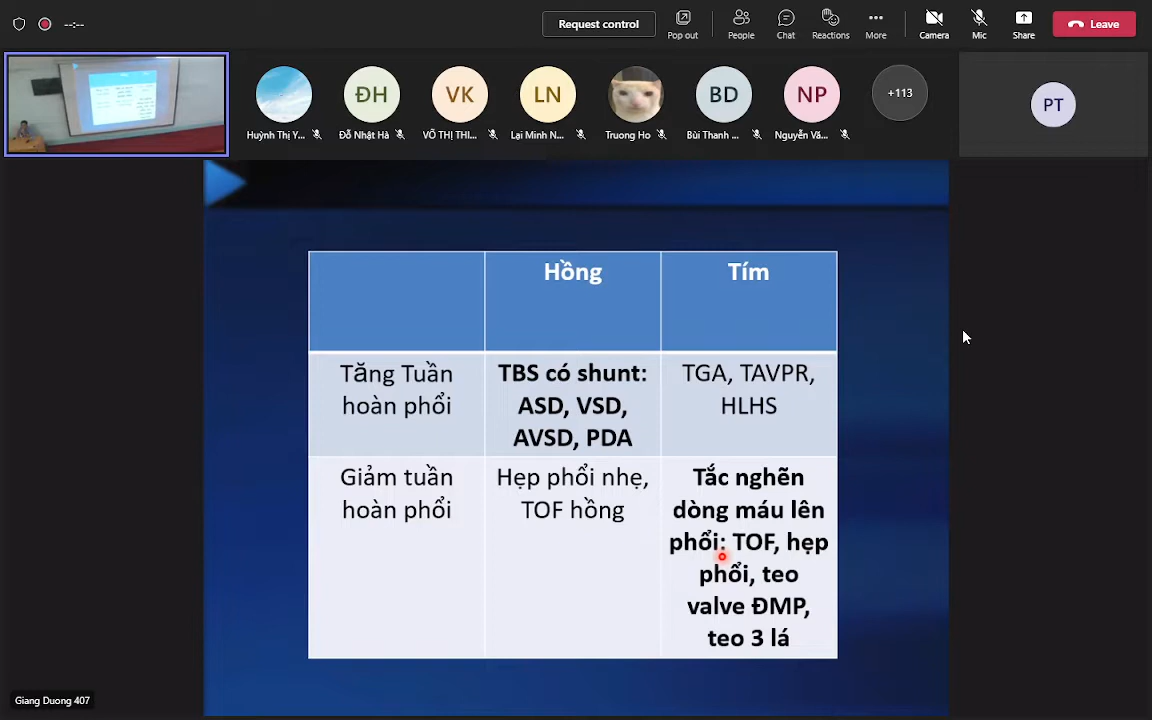 --:--
Request control
Pop out
People
Chat
Reactions
More
Camera
Mic
Share
Leave
ĐH
VK
LN
BD
NP
+113
PT
Huỳnh Thị Y...
Đỗ Nhật Hà
VÕ THỊ THI...
Lại Minh N...
Truong Ho
Bùi Thanh ...
Nguyễn Vă...
Hồng
Tím
Tăng Tuần
hoàn phổi
TBS có shunt:
ASD, VSD,
AVSD, PDA
TGA, TAVPR,
HLHS
Giảm tuần
hoàn phổi
Hẹp phổi nhẹ,
TOF hồng
Tắc nghẽn
dòng máu lên
phổi: TOF, hẹp
phổi, teo
valve ĐMP,
teo 3 lá
Giang Duong 407